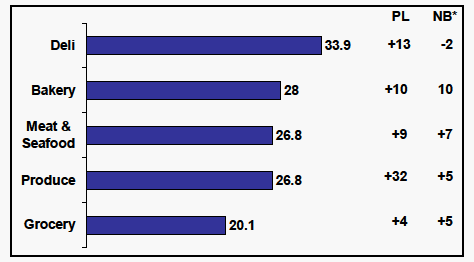 PL NB*
Deli 33.9 +13 -2
Bakery 28 +10 10
Meat &
Seafood 26.8 +9 +7
Produce 26.8 +32 +5
Grocery 20.1 +4 +5